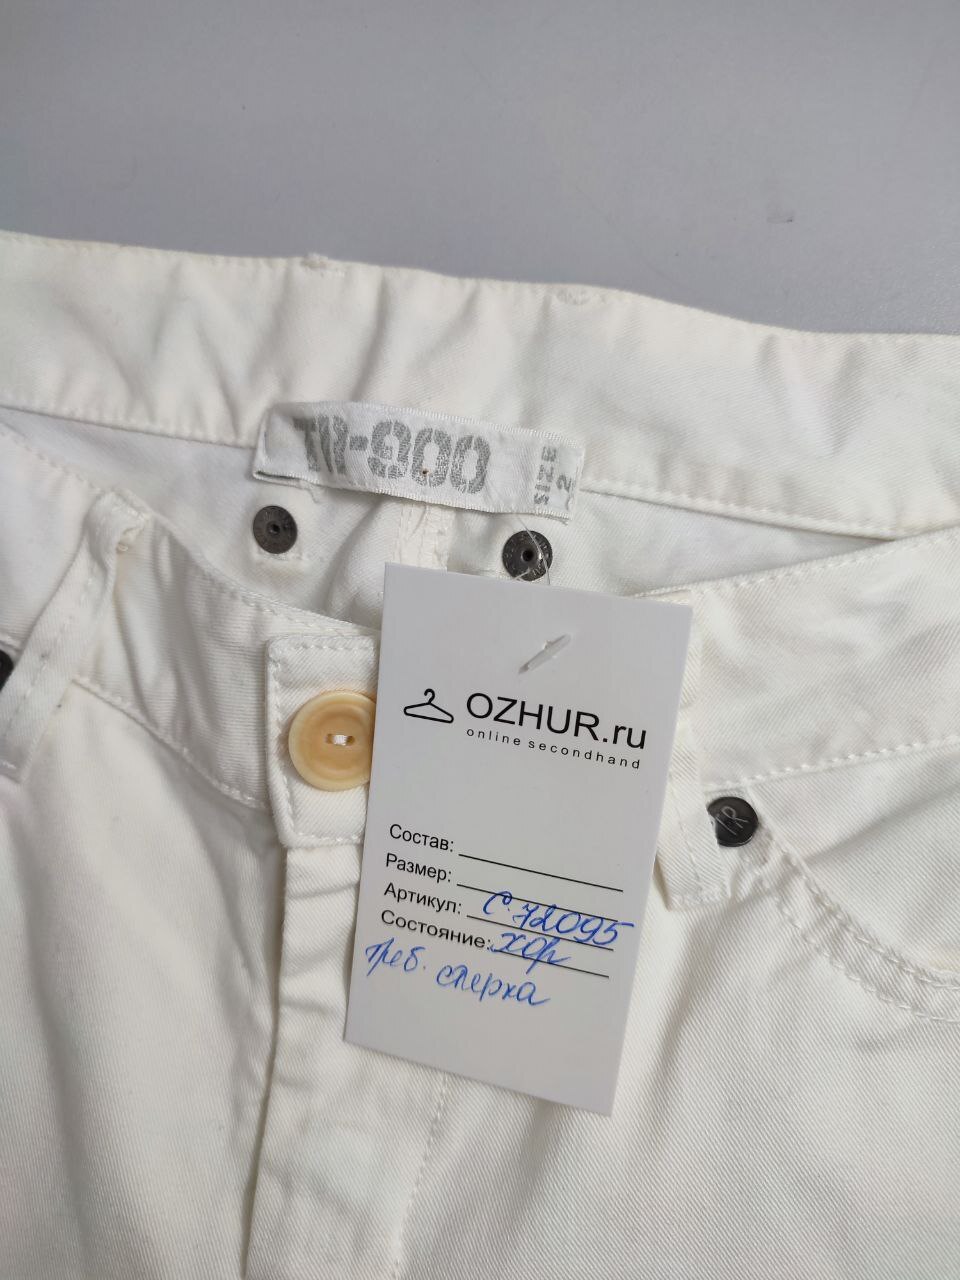 TR-900
SIZE
2
OZHUR.ru
online secondhand
Состав:
Размер:
Артикул: С.72095
Состояние: хор
треб. стирка
TR